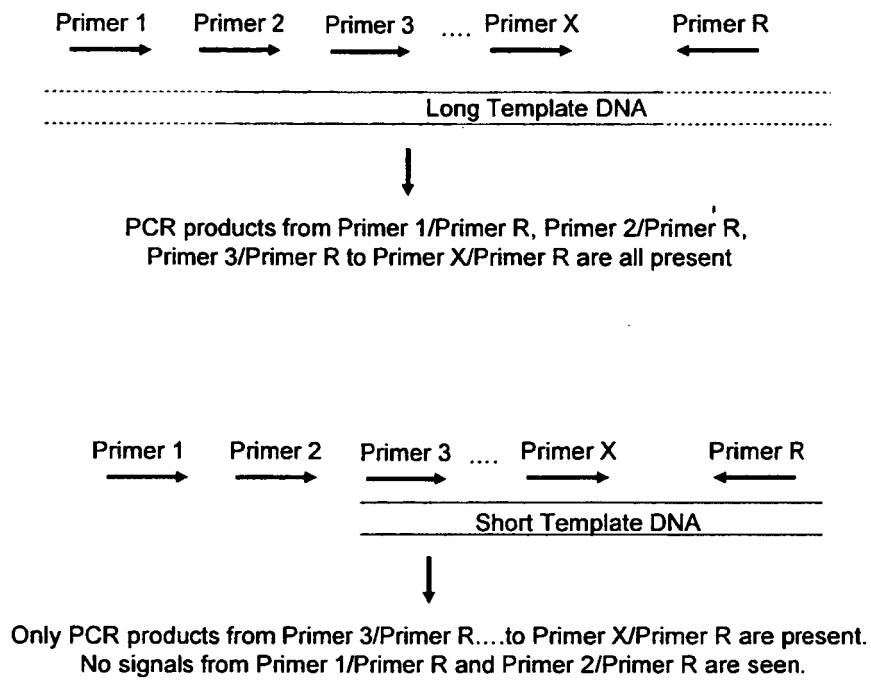 Primer 1 Primer 2 Primer 3 .... Primer X Primer R
Long Template DNA
PCR products from Primer 1/Primer R, Primer 2/Primer R,
Primer 3/Primer R to Primer X/Primer R are all present
Primer 1 Primer 2 Primer 3 .... Primer X Primer R
Short Template DNA
Only PCR products from Primer 3/Primer R....to Primer X/Primer R are present.
No signals from Primer 1/Primer R and Primer 2/Primer R are seen.